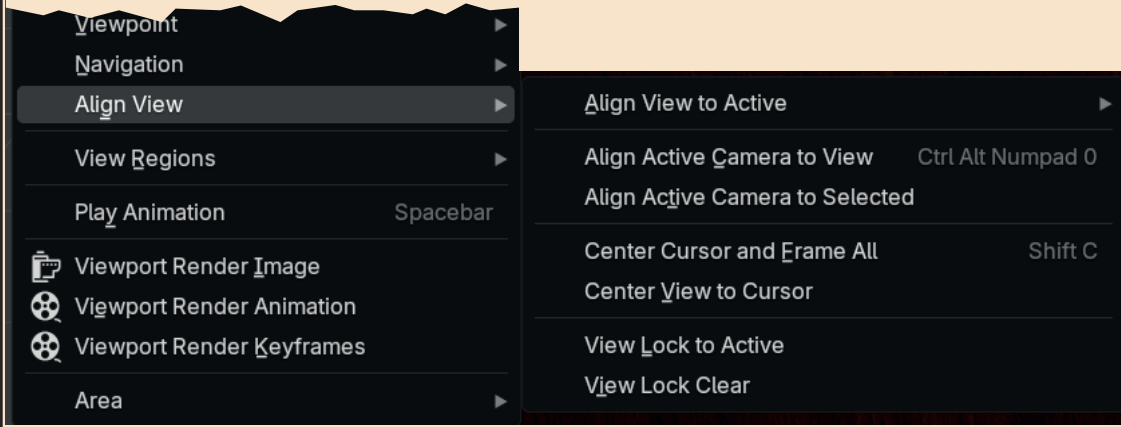 Viewpoint
Navigation
Align View
View Regions
Play Animation Spacebar
Viewport Render Image
Viewport Render Animation
Viewport Render Keyframes
Area
Align View to Active
Align Active Camera to View Ctrl Alt Numpad 0
Align Active Camera to Selected
Center Cursor and Frame All Shift C
Center View to Cursor
View Lock to Active
View Lock Clear